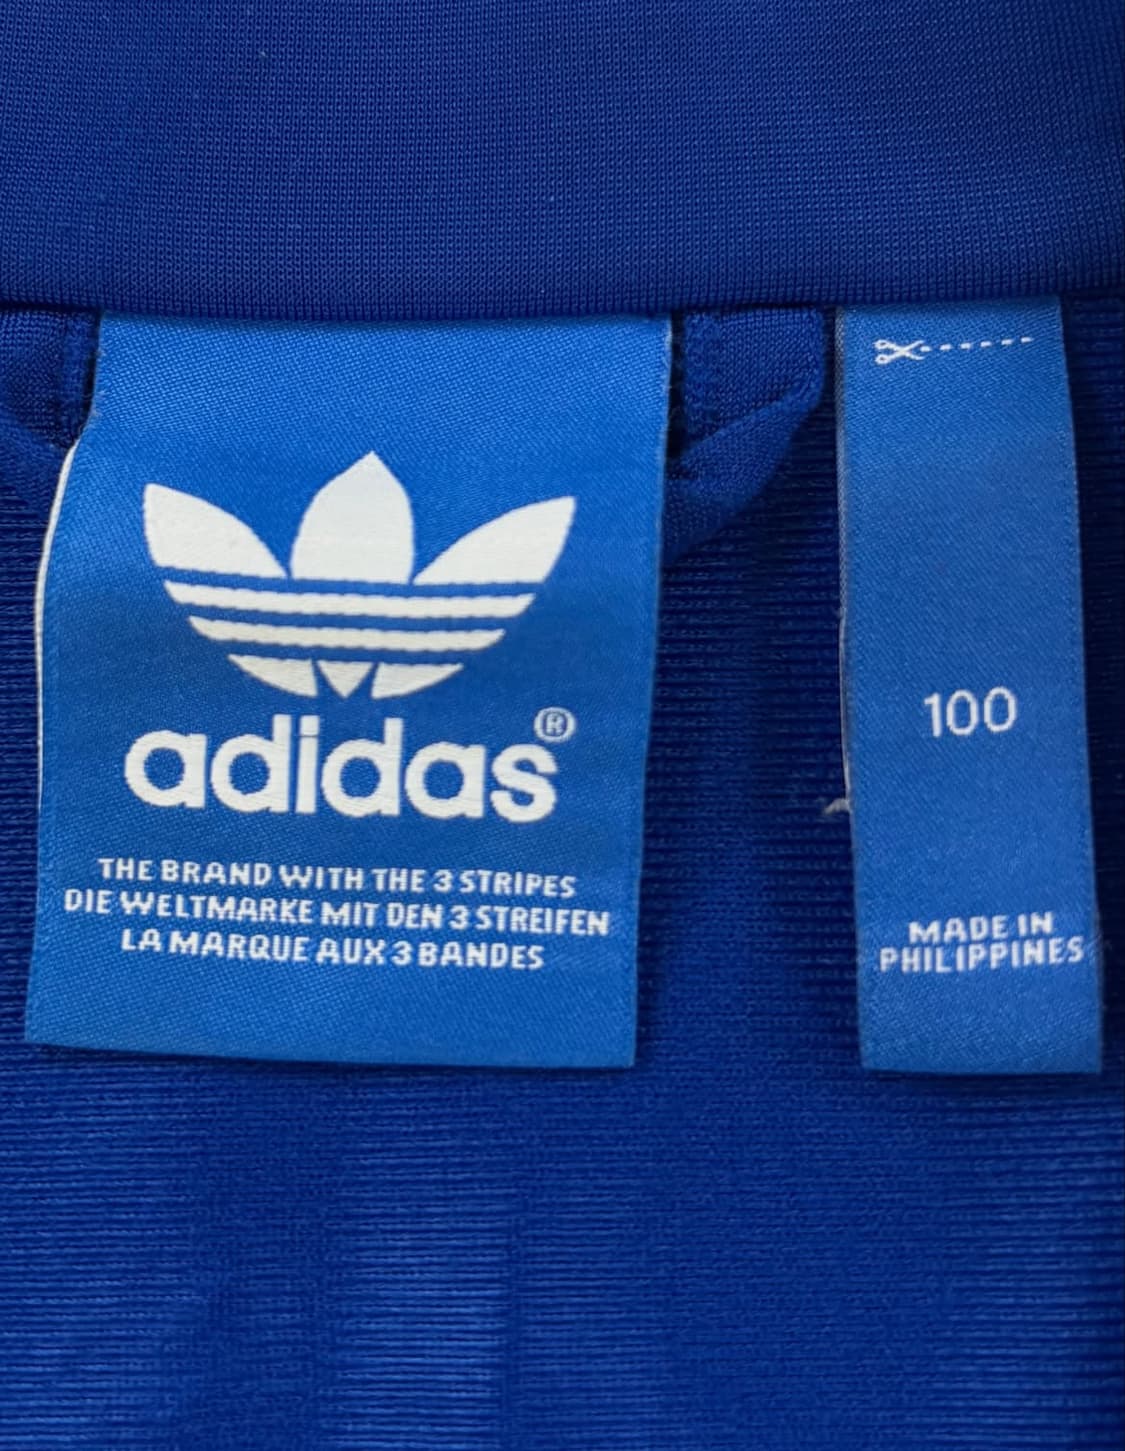 adidas®
THE BRAND WITH THE 3 STRIPES
DIE WELTMARKE MIT DEN 3 STREIFEN
LA MARQUE AUX 3 BANDES
100
MADE IN
PHILIPPINES